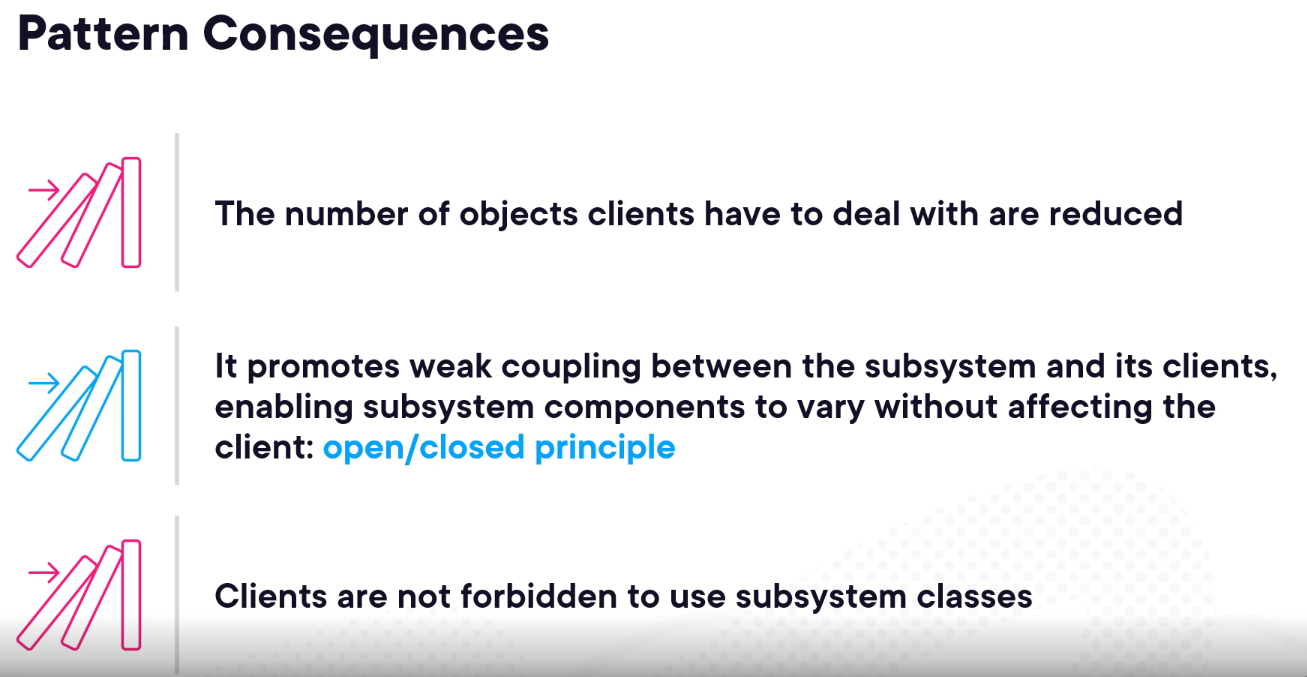 Pattern Consequences
The number of objects clients have to deal with are reduced
It promotes weak coupling between the subsystem and its clients,
enabling subsystem components to vary without affecting the
client: open/closed principle
Clients are not forbidden to use subsystem classes